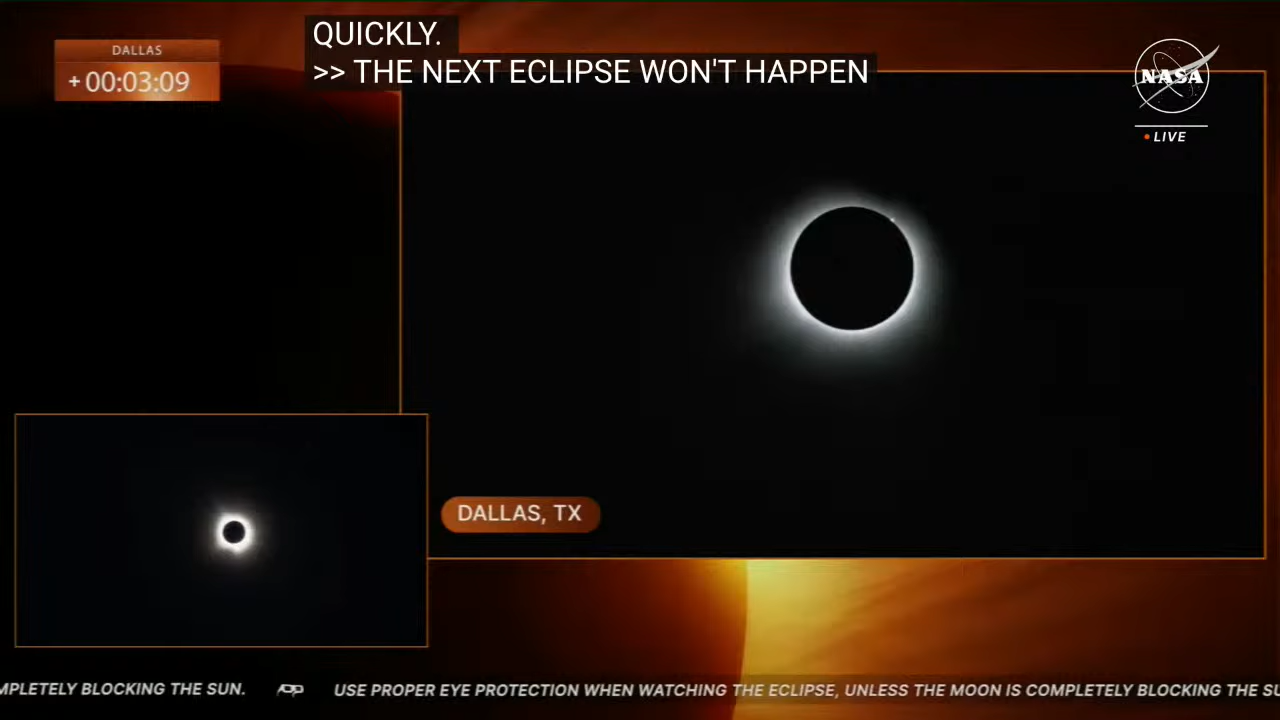 QUICKLY.
>> THE NEXT ECLIPSE WON'T HAPPEN
DALLAS
+00:03:09
NASA
LIVE
DALLAS, TX
MPLETELY BLOCKING THE SUN.
USE PROPER EYE PROTECTION WHEN WATCHING THE ECLIPSE, UNLESS THE MOON IS COMPLETELY BLOCKING THE SU